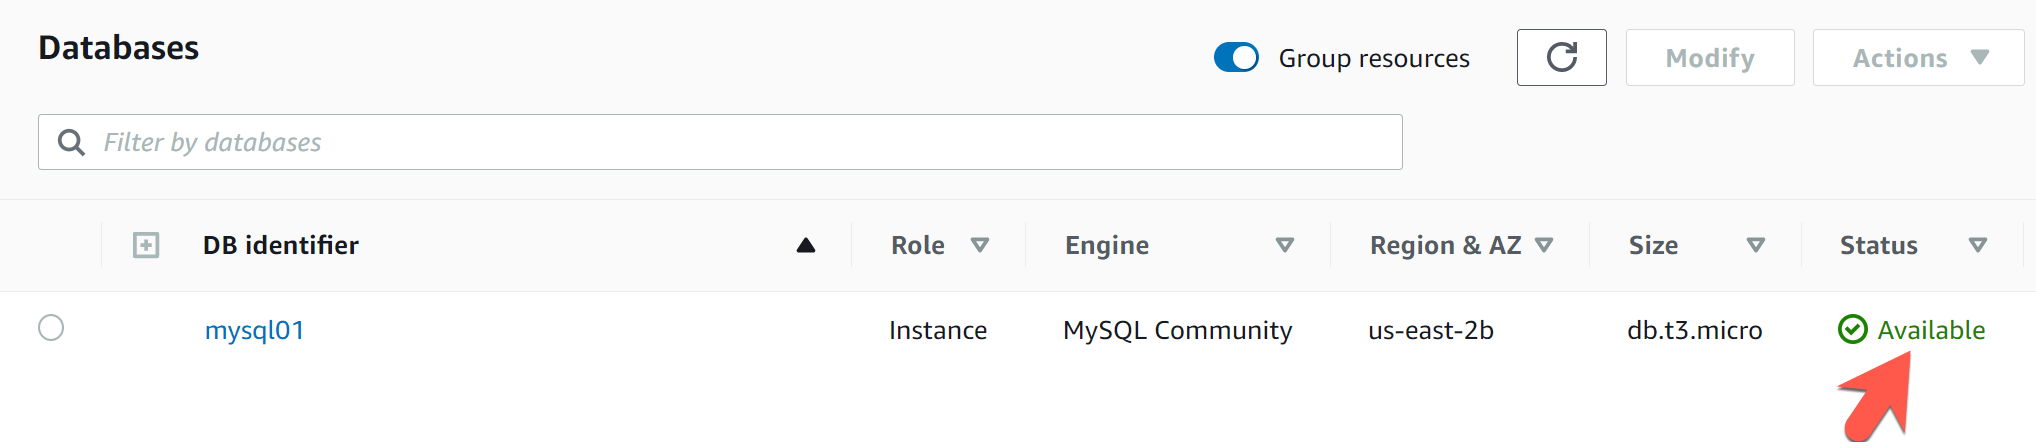 Databases
Group resources
Modify
Actions
Filter by databases
DB identifier Role Engine Region & AZ Size Status
mysql01 Instance MySQL Community us-east-2b db.t3.micro Available